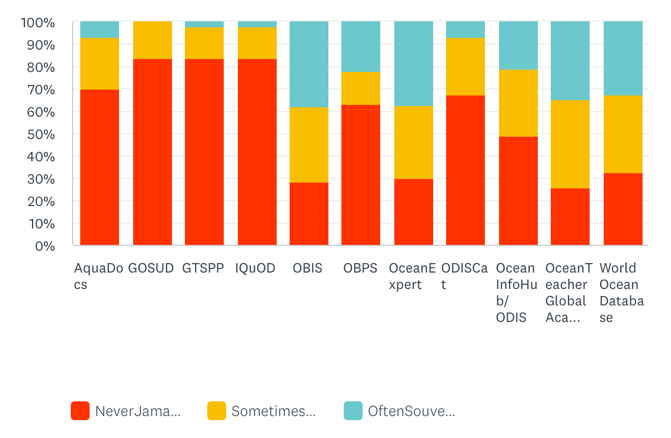 100%
90%
80%
70%
60%
50%
40%
30%
20%
10%
0%
AquaDo
cs
GOSUD
GTSPP
IQuOD
OBIS
OBPS
OceanE
xpert
ODISCa
t
Ocean
InfoHu
b/
ODIS
OceanT
eacher
Global
Aca...
World
Ocean
Databa
se
NeverJama...
Sometimes...
OftenSouve...